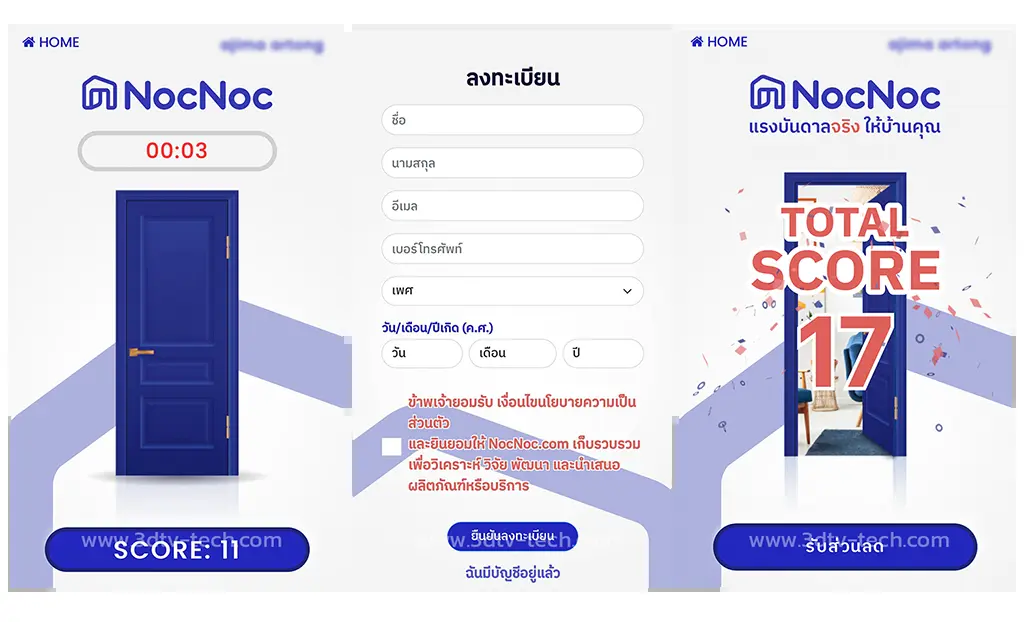 HOME
NocNoc
00:03
www.3dtv-tech.com
SCORE: 11
ลงทะเบียน
ชื่อ
นามสกุล
อีเมล
เบอร์โทรศัพท์
เพศ
วัน/เดือน/ปีเกิด (ค.ศ.)
วัน
เดือน
ปี
ข้าพเจ้ายอมรับ เงื่อนไขนโยบายความเป็น
ส่วนตัว
และยินยอมให้ NocNoc.com เก็บรวบรวม
เพื่อวิเคราะห์ วิจัย พัฒนา และนำเสนอ
ผลิตภัณฑ์หรือบริการ
www.3dtv-tech.com
ยืนยันลงทะเบียน
ฉันมีบัญชีอยู่แล้ว
HOME
NocNoc
แรงบันดาลจริง ให้บ้านคุณ
TOTAL
SCORE
17
www.3dtv-tech.com
รับส่วนลด